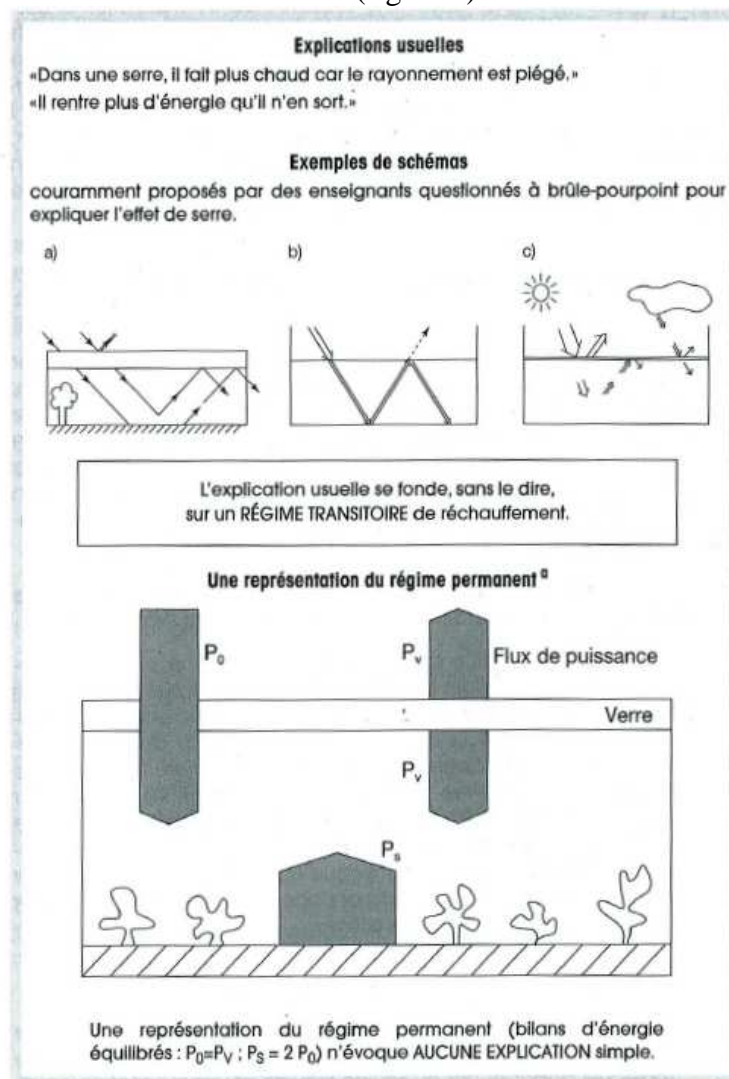 Explications usuelles
«Dans une serre, il fait plus chaud car le rayonnement est piégé.»
«Il rentre plus d'énergie qu'il n'en sort.»
Exemples de schémas
couramment proposés par des enseignants questionnés à brûle-pourpoint pour
expliquer l'effet de serre.
a)
b)
c)
L'explication usuelle se fonde, sans le dire,
sur un RÉGIME TRANSITOIRE de réchauffement.
Une représentation du régime permanent a
P0
Pv
Flux de puissance
Verre
Pv
Ps
Une représentation du régime permanent (bilans d'énergie
équilibrés : P0=PV ; PS = 2 P0) n'évoque AUCUNE EXPLICATION simple.